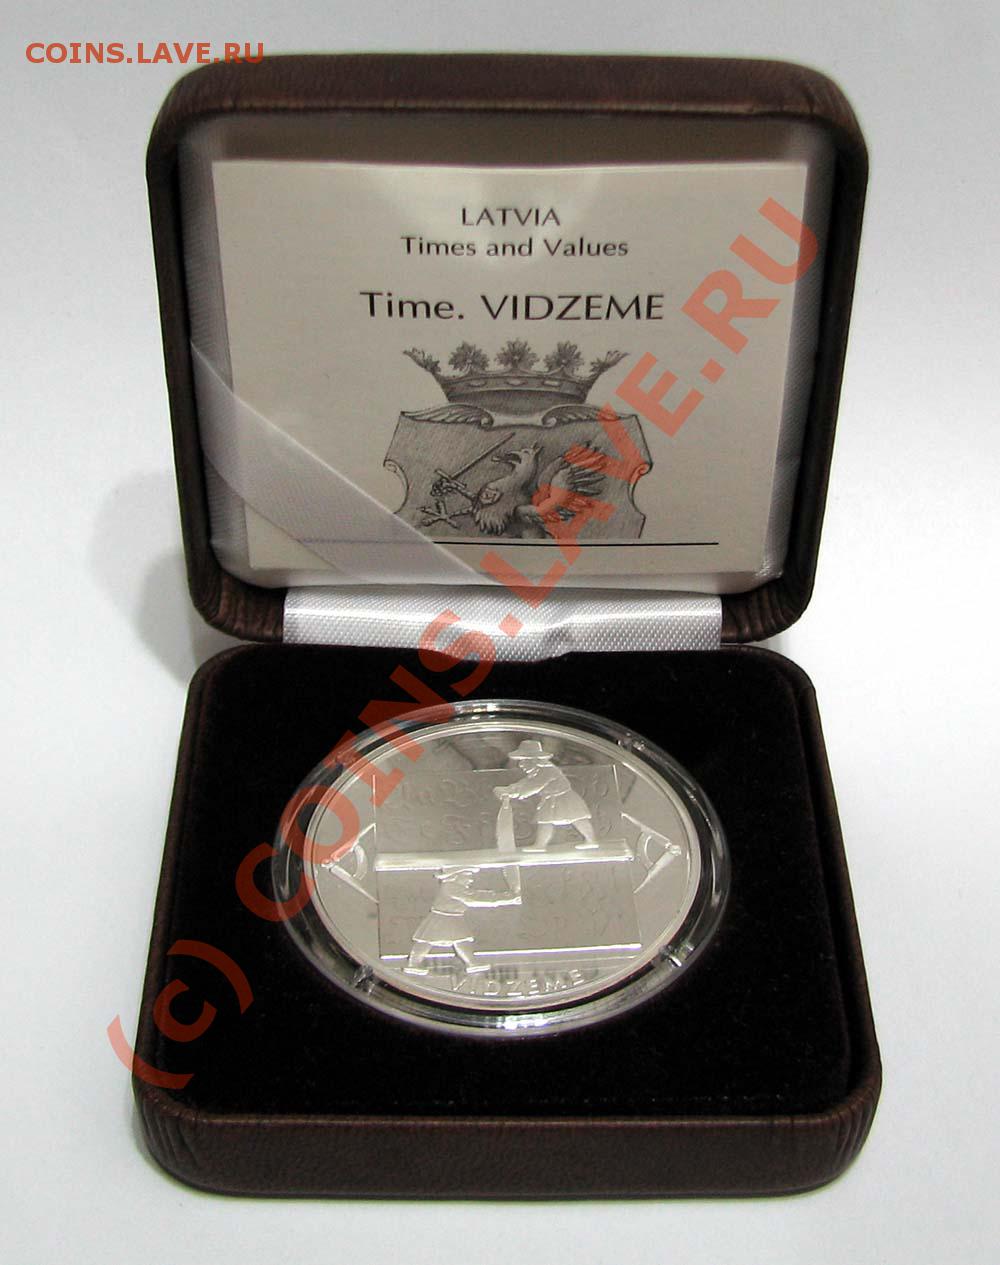 COINS.LAVE.RU
LATVIA
Times and Values
Time. VIDZEME
(c) COINS.LAVE.RU
VIDZEME